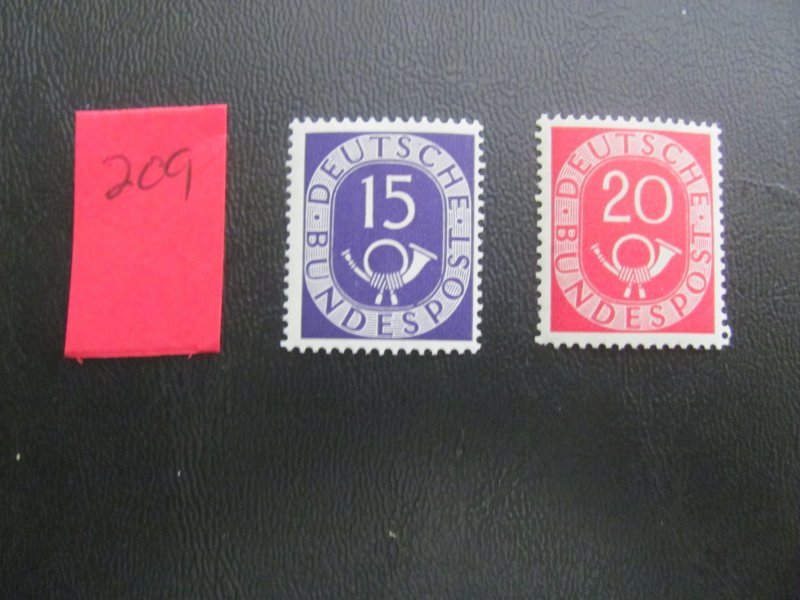 209
DEUTSCHE
15
BUNDESPOST
DEUTSCHE
20
BUNDESPOST